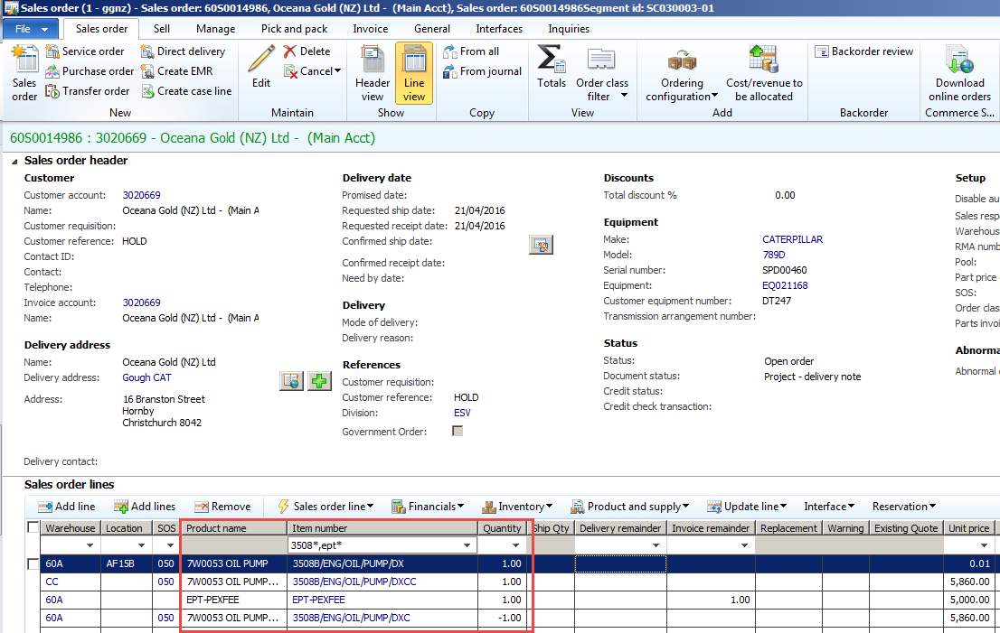 Sales order (1 - ggnz) - Sales order: 60S0014986, Oceana Gold (NZ) Ltd - (Main Acct), Sales order: 60S0014986Segment id: SC030003-01
File Sales order Sell Manage Pick and pack Invoice General Interfaces Inquiries
Sales order
Service order
Purchase order
Transfer order
Direct delivery
Create EMR
Create case line
New
Edit
Delete
Cancel
Maintain
Header view
Line view
Show
From all
From journal
Copy
Totals
Order class filter
View
Ordering configuration
Cost/revenue to be allocated
Add
Backorder review
Backorder
Download online orders
Commerce S...
60S0014986 : 3020669 - Oceana Gold (NZ) Ltd - (Main Acct)
Sales order header
Customer
Customer account: 3020669
Name: Oceana Gold (NZ) Ltd - (Main A
Customer requisition:
Customer reference: HOLD
Contact ID:
Contact:
Telephone:
Invoice account: 3020669
Name: Oceana Gold (NZ) Ltd - (Main A
Delivery address
Name: Oceana Gold (NZ) Ltd
Delivery address: Gough CAT
Address: 16 Branston Street
Hornby
Christchurch 8042
Delivery contact:
Delivery date
Promised date:
Requested ship date: 21/04/2016
Requested receipt date: 21/04/2016
Confirmed ship date:
Confirmed receipt date:
Need by date:
Delivery
Mode of delivery:
Delivery reason:
References
Customer requisition:
Customer reference: HOLD
Division: ESV
Government Order:
Discounts
Total discount % 0.00
Equipment
Make: CATERPILLAR
Model: 789D
Serial number: SPD00460
Equipment: EQ021168
Customer equipment number: DT247
Transmission arrangement number:
Status
Status: Open order
Document status: Project - delivery note
Credit status:
Credit check transaction:
Setup
Disable au
Sales resp
Warehous
RMA numb
Pool:
Part price
SOS:
Order clas
Parts invoi
Abnorma
Abnormal
Sales order lines
Add line Add lines Remove Sales order line Financials Inventory Product and supply Update line Interface Reservation
Warehouse Location SOS Product name Item number Quantity Ship Qty Delivery remainder Invoice remainder Replacement Warning Existing Quote Unit price
3508*,ept*
60A AF15B 050 7W0053 OIL PUMP 3508B/ENG/OIL/PUMP/DX 1.00 0.01
CC 050 7W0053 OIL PUMP... 3508B/ENG/OIL/PUMP/DXCC 1.00 5,860.00
60A EPT-PEXFEE EPT-PEXFEE 1.00 1.00 5,000.00
60A 050 7W0053 OIL PUMP... 3508B/ENG/OIL/PUMP/DXC -1.00 5,860.00